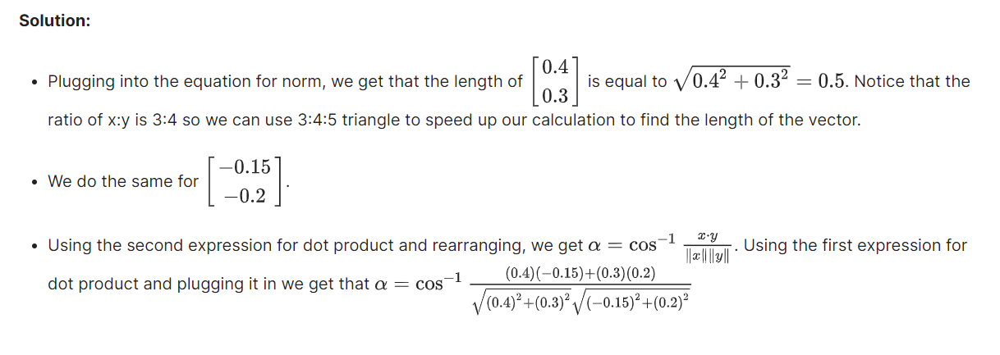 Solution:
• Plugging into the equation for norm, we get that the length of $\begin{bmatrix} 0.4 \\ 0.3 \end{bmatrix}$ is equal to $\sqrt{0.4^2 + 0.3^2} = 0.5$. Notice that the
ratio of x:y is 3:4 so we can use 3:4:5 triangle to speed up our calculation to find the length of the vector.
• We do the same for $\begin{bmatrix} -0.15 \\ -0.2 \end{bmatrix}$.
• Using the second expression for dot product and rearranging, we get $\alpha = \cos^{-1} \frac{x \cdot y}{\|x\|\|y\|}$. Using the first expression for
dot product and plugging it in we get that $\alpha = \cos^{-1} \frac{(0.4)(-0.15)+(0.3)(0.2)}{\sqrt{(0.4)^2+(0.3)^2}\sqrt{(-0.15)^2+(0.2)^2}}$